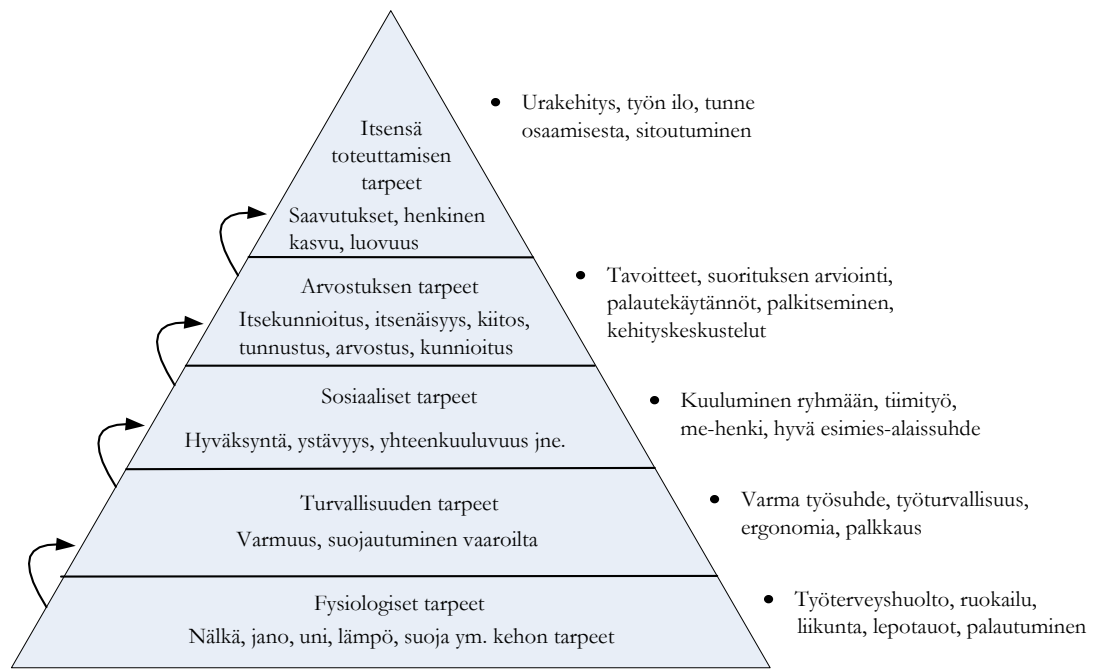 Itsensä
toteuttamisen
tarpeet
Saavutukset, henkinen
kasvu, luovuus
• Urakehitys, työn ilo, tunne
osaamisesta, sitoutuminen
Arvostuksen tarpeet
Itsekunnioitus, itsenäisyys, kiitos,
tunnustus, arvostus, kunnioitus
• Tavoitteet, suorituksen arviointi,
palautekäytännöt, palkitseminen,
kehityskeskustelut
Sosiaaliset tarpeet
Hyväksyntä, ystävyys, yhteenkuuluvuus jne.
• Kuuluminen ryhmään, tiimityö,
me-henki, hyvä esimies-alaissuhde
Turvallisuuden tarpeet
Varmuus, suojautuminen vaaroilta
• Varma työsuhde, työturvallisuus,
ergonomia, palkkaus
Fysiologiset tarpeet
Nälkä, jano, uni, lämpö, suoja ym. kehon tarpeet
• Työterveyshuolto, ruokailu,
liikunta, lepotauot, palautuminen